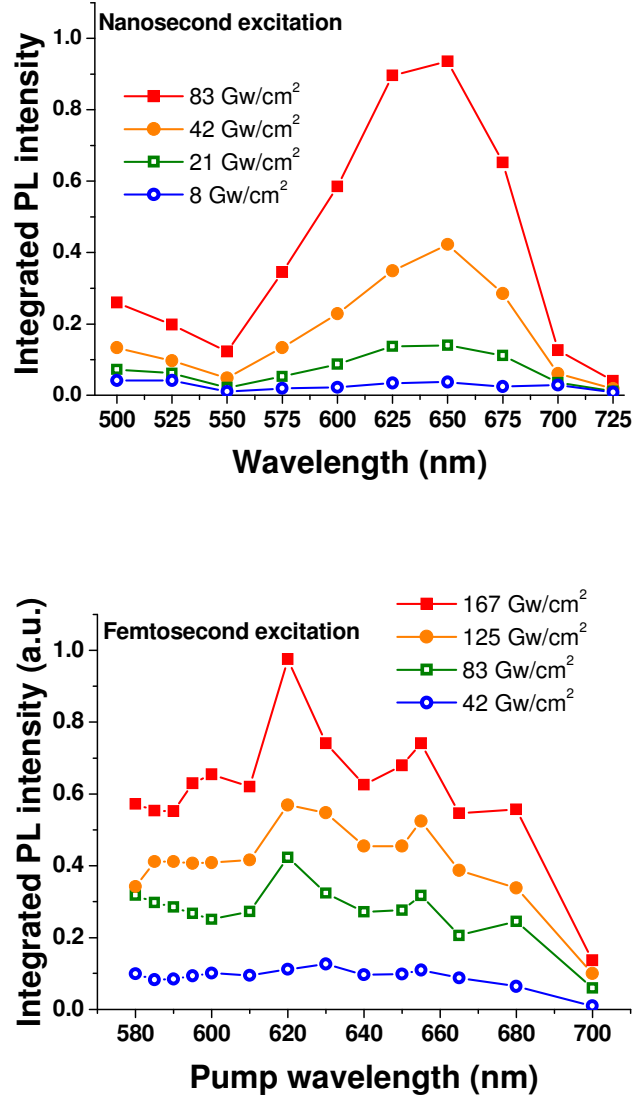 Nanosecond excitation
83 Gw/cm²
42 Gw/cm²
21 Gw/cm²
8 Gw/cm²
Integrated PL intensity
1.0
0.8
0.6
0.4
0.2
0.0
500 525 550 575 600 625 650 675 700 725
Wavelength (nm)
167 Gw/cm²
125 Gw/cm²
83 Gw/cm²
42 Gw/cm²
Femtosecond excitation
Integrated PL intensity (a.u.)
1.0
0.8
0.6
0.4
0.2
0.0
580 600 620 640 660 680 700
Pump wavelength (nm)